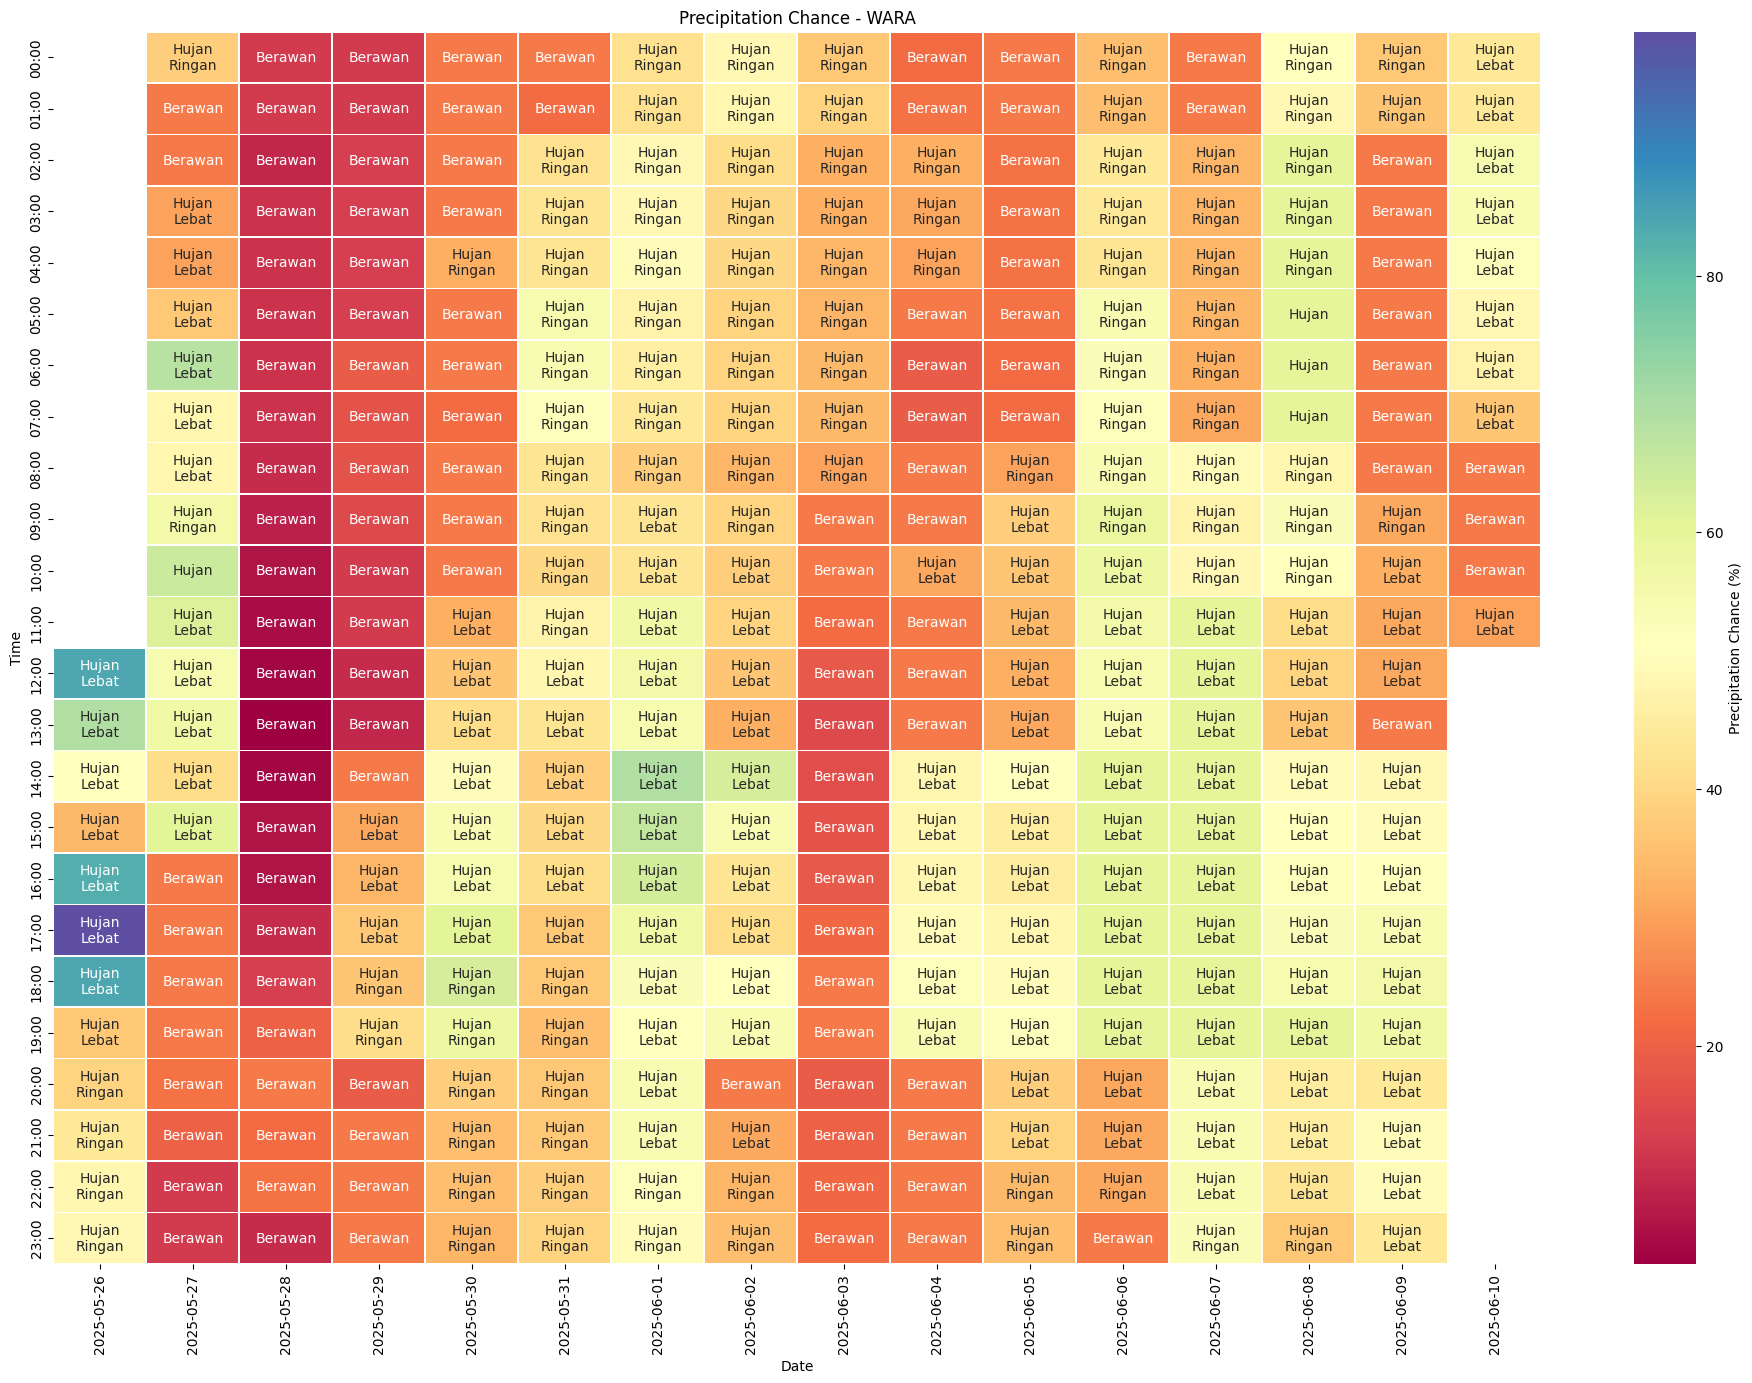 Precipitation Chance - WARA
00:00 Hujan Ringan Berawan Berawan Berawan Berawan Hujan Ringan Hujan Ringan Hujan Ringan Berawan Berawan Hujan Ringan Berawan Hujan Ringan Hujan Ringan Hujan Lebat
01:00 Berawan Berawan Berawan Berawan Berawan Hujan Ringan Hujan Ringan Hujan Ringan Berawan Berawan Hujan Ringan Berawan Hujan Ringan Hujan Ringan Hujan Lebat
02:00 Berawan Berawan Berawan Berawan Hujan Ringan Hujan Ringan Hujan Ringan Hujan Ringan Hujan Ringan Berawan Hujan Ringan Hujan Ringan Hujan Ringan Berawan Hujan Lebat
03:00 Hujan Lebat Berawan Berawan Berawan Hujan Ringan Hujan Ringan Hujan Ringan Hujan Ringan Hujan Ringan Berawan Hujan Ringan Hujan Ringan Hujan Ringan Berawan Hujan Lebat
04:00 Hujan Lebat Berawan Berawan Hujan Ringan Hujan Ringan Hujan Ringan Hujan Ringan Hujan Ringan Hujan Ringan Berawan Hujan Ringan Hujan Ringan Hujan Ringan Berawan Hujan Lebat
05:00 Hujan Lebat Berawan Berawan Berawan Hujan Ringan Hujan Ringan Hujan Ringan Hujan Ringan Berawan Berawan Hujan Ringan Hujan Ringan Hujan Berawan Hujan Lebat
06:00 Hujan Lebat Berawan Berawan Berawan Hujan Ringan Hujan Ringan Hujan Ringan Hujan Ringan Berawan Berawan Hujan Ringan Hujan Ringan Hujan Berawan Hujan Lebat
07:00 Hujan Lebat Berawan Berawan Berawan Hujan Ringan Hujan Ringan Hujan Ringan Hujan Ringan Berawan Berawan Hujan Ringan Hujan Ringan Hujan Berawan Hujan Lebat
08:00 Hujan Lebat Berawan Berawan Berawan Hujan Ringan Hujan Ringan Hujan Ringan Hujan Ringan Berawan Hujan Ringan Hujan Ringan Hujan Ringan Hujan Ringan Berawan Berawan
09:00 Hujan Ringan Berawan Berawan Berawan Hujan Ringan Hujan Lebat Hujan Ringan Berawan Berawan Hujan Lebat Hujan Ringan Hujan Ringan Hujan Ringan Hujan Ringan Berawan
10:00 Hujan Berawan Berawan Berawan Hujan Ringan Hujan Lebat Hujan Lebat Berawan Hujan Lebat Hujan Lebat Hujan Lebat Hujan Ringan Hujan Ringan Hujan Lebat Berawan
11:00 Hujan Lebat Berawan Berawan Hujan Lebat Hujan Ringan Hujan Lebat Hujan Lebat Berawan Berawan Hujan Lebat Hujan Lebat Hujan Lebat Hujan Lebat Hujan Lebat Hujan Lebat
12:00 Hujan Lebat Hujan Lebat Berawan Berawan Hujan Lebat Hujan Lebat Hujan Lebat Hujan Lebat Berawan Berawan Hujan Lebat Hujan Lebat Hujan Lebat Hujan Lebat Hujan Lebat
13:00 Hujan Lebat Hujan Lebat Berawan Berawan Hujan Lebat Hujan Lebat Hujan Lebat Hujan Lebat Berawan Berawan Hujan Lebat Hujan Lebat Hujan Lebat Hujan Lebat Berawan
14:00 Hujan Lebat Hujan Lebat Berawan Berawan Hujan Lebat Hujan Lebat Hujan Lebat Hujan Lebat Berawan Hujan Lebat Hujan Lebat Hujan Lebat Hujan Lebat Hujan Lebat Hujan Lebat
15:00 Hujan Lebat Hujan Lebat Berawan Hujan Lebat Hujan Lebat Hujan Lebat Hujan Lebat Hujan Lebat Berawan Hujan Lebat Hujan Lebat Hujan Lebat Hujan Lebat Hujan Lebat Hujan Lebat
16:00 Hujan Lebat Berawan Berawan Hujan Lebat Hujan Lebat Hujan Lebat Hujan Lebat Hujan Lebat Berawan Hujan Lebat Hujan Lebat Hujan Lebat Hujan Lebat Hujan Lebat Hujan Lebat
17:00 Hujan Lebat Berawan Berawan Hujan Lebat Hujan Lebat Hujan Lebat Hujan Lebat Hujan Lebat Berawan Hujan Lebat Hujan Lebat Hujan Lebat Hujan Lebat Hujan Lebat Hujan Lebat
18:00 Hujan Lebat Berawan Berawan Hujan Ringan Hujan Ringan Hujan Ringan Hujan Lebat Hujan Lebat Berawan Hujan Lebat Hujan Lebat Hujan Lebat Hujan Lebat Hujan Lebat Hujan Lebat
19:00 Hujan Lebat Berawan Berawan Hujan Ringan Hujan Ringan Hujan Ringan Hujan Lebat Hujan Lebat Berawan Hujan Lebat Hujan Lebat Hujan Lebat Hujan Lebat Hujan Lebat Hujan Lebat
20:00 Hujan Ringan Berawan Berawan Berawan Hujan Ringan Hujan Ringan Hujan Lebat Berawan Berawan Berawan Hujan Lebat Hujan Lebat Hujan Lebat Hujan Lebat Hujan Lebat
21:00 Hujan Ringan Berawan Berawan Berawan Hujan Ringan Hujan Ringan Hujan Lebat Hujan Lebat Berawan Berawan Hujan Lebat Hujan Lebat Hujan Lebat Hujan Lebat Hujan Lebat
22:00 Hujan Ringan Berawan Berawan Berawan Hujan Ringan Hujan Ringan Hujan Ringan Hujan Ringan Berawan Berawan Hujan Ringan Hujan Ringan Hujan Lebat Hujan Lebat Hujan Lebat
23:00 Hujan Ringan Berawan Berawan Berawan Hujan Ringan Hujan Ringan Hujan Ringan Hujan Ringan Berawan Berawan Hujan Ringan Berawan Hujan Ringan Hujan Ringan Hujan Lebat
Time
2025-05-26 2025-05-27 2025-05-28 2025-05-29 2025-05-30 2025-05-31 2025-06-01 2025-06-02 2025-06-03 2025-06-04 2025-06-05 2025-06-06 2025-06-07 2025-06-08 2025-06-09 2025-06-10
Date
80
60
40
20
Precipitation Chance (%)